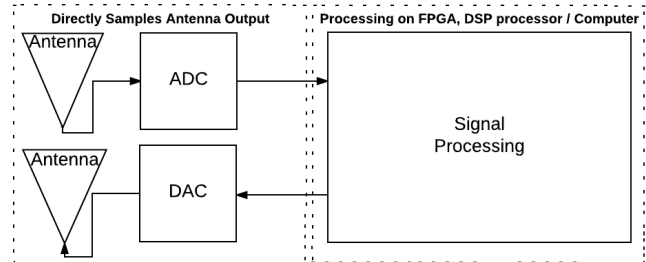 Directly Samples Antenna Output
Processing on FPGA, DSP processor / Computer
Antenna
ADC
Signal
Processing
Antenna
DAC